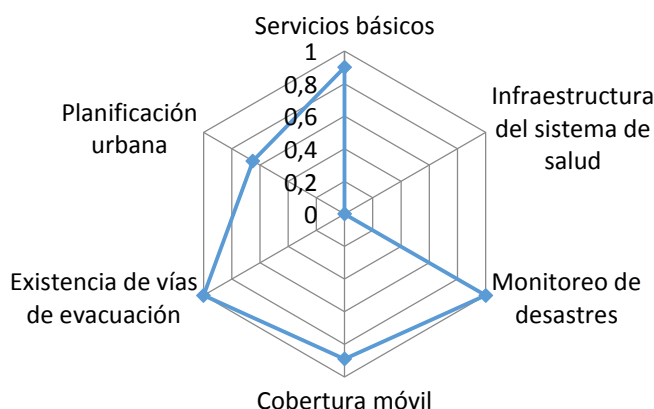 Servicios básicos
1
0,8
0,6
0,4
0,2
0
Infraestructura
del sistema de
salud
Monitoreo de
desastres
Cobertura móvil
Existencia de vías
de evacuación
Planificación
urbana